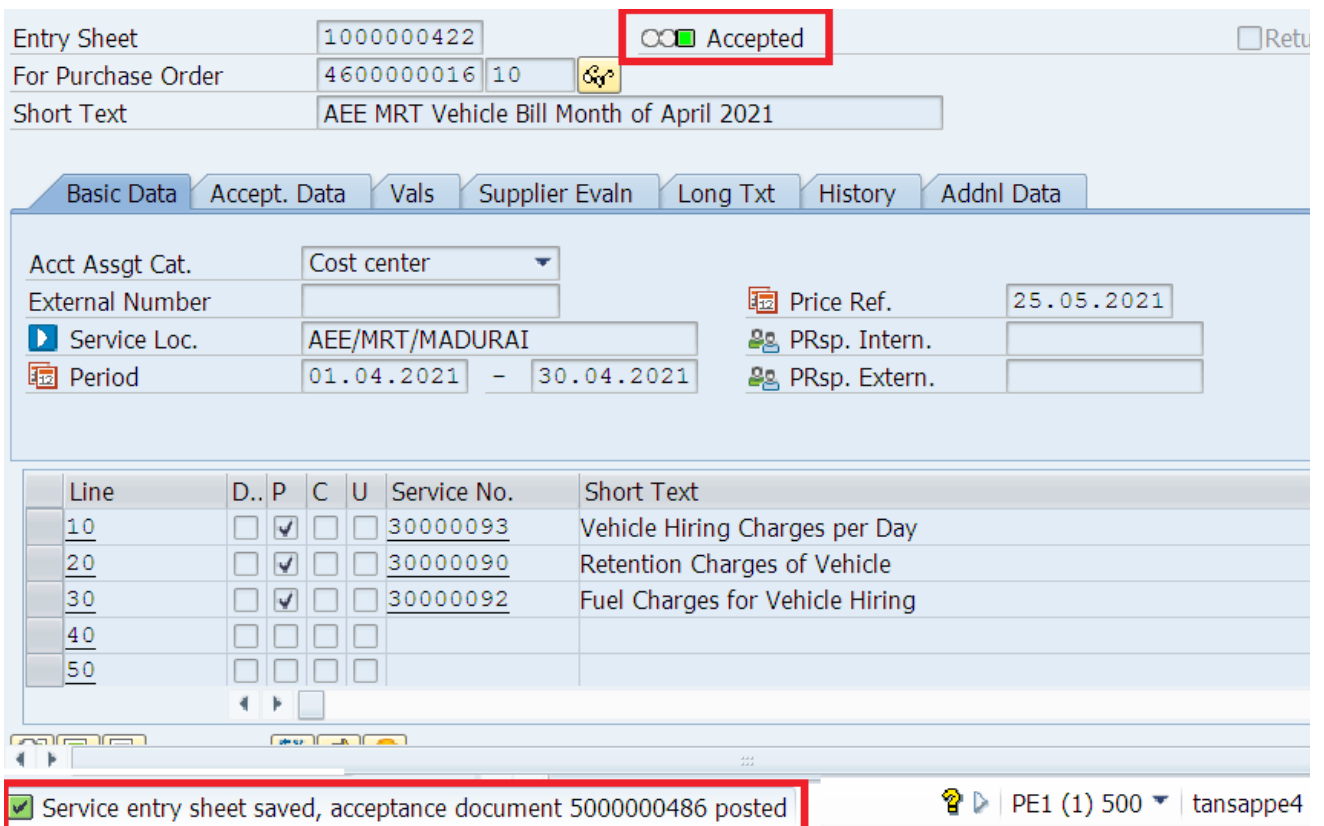 Entry Sheet 1000000422 Accepted Retu
For Purchase Order 4600000016 10
Short Text AEE MRT Vehicle Bill Month of April 2021
Basic Data Accept. Data Vals Supplier Evaln Long Txt History Addnl Data
Acct Assgt Cat. Cost center
External Number Price Ref. 25.05.2021
Service Loc. AEE/MRT/MADURAI PRsp. Intern.
Period 01.04.2021 - 30.04.2021 PRsp. Extern.
Line D.. P C U Service No. Short Text
10 30000093 Vehicle Hiring Charges per Day
20 30000090 Retention Charges of Vehicle
30 30000092 Fuel Charges for Vehicle Hiring
40
50
Service entry sheet saved, acceptance document 5000000486 posted PE1 (1) 500 tansappe4